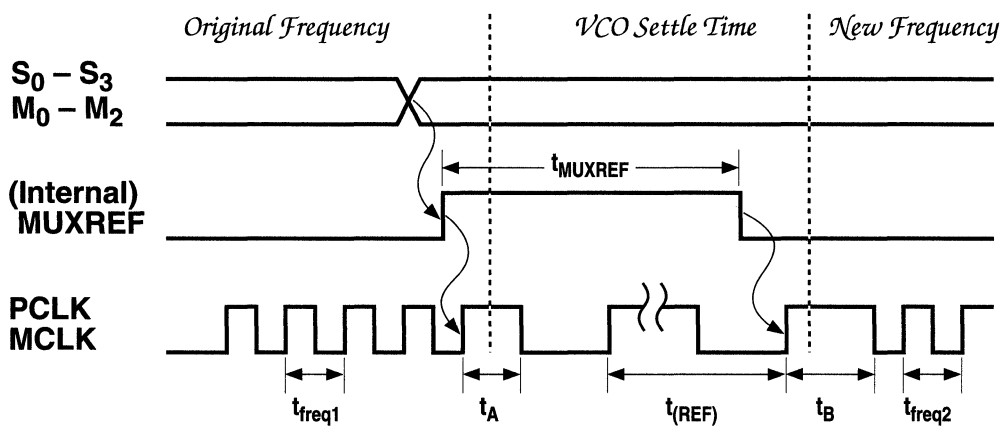 Original Frequency VCO Settle Time New Frequency
S0 – S3
M0 – M2
tMUXREF
(Internal)
MUXREF
PCLK
MCLK
tfreq1 tA t(REF) tB tfreq2